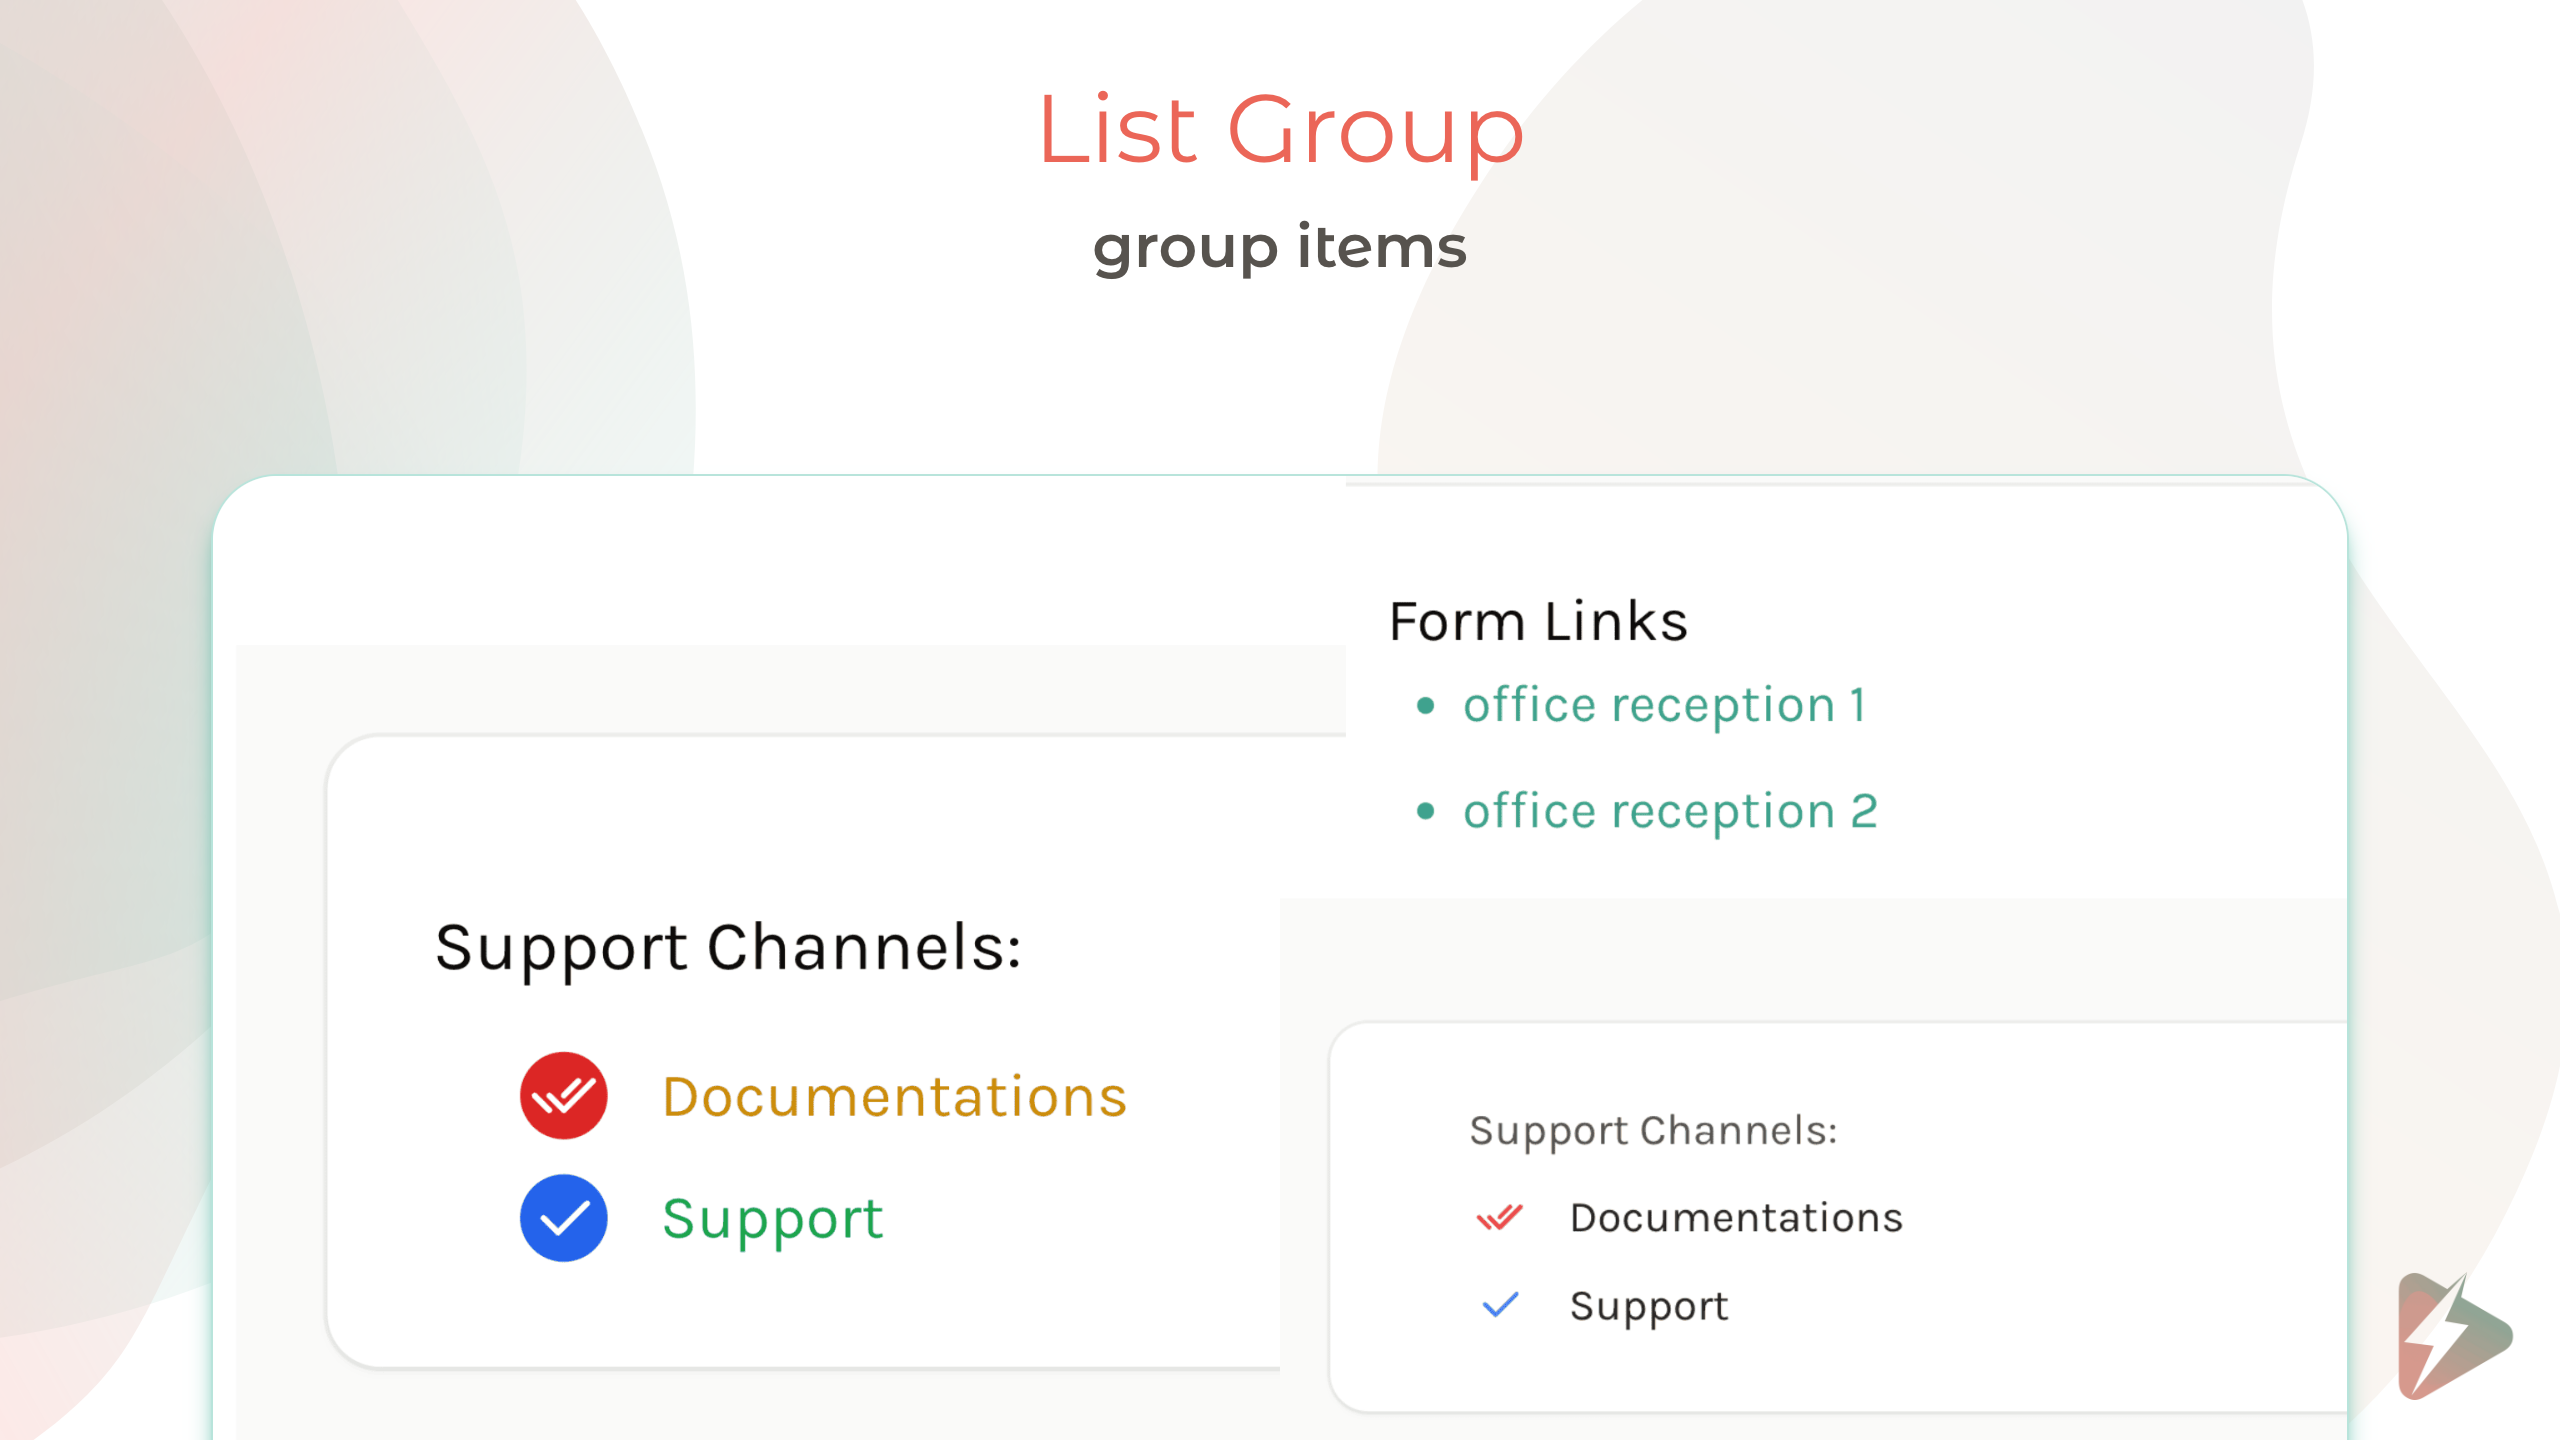 List Group
group items
Form Links
office reception 1
office reception 2
Support Channels:
Documentations
Support
Support Channels:
Documentations
Support